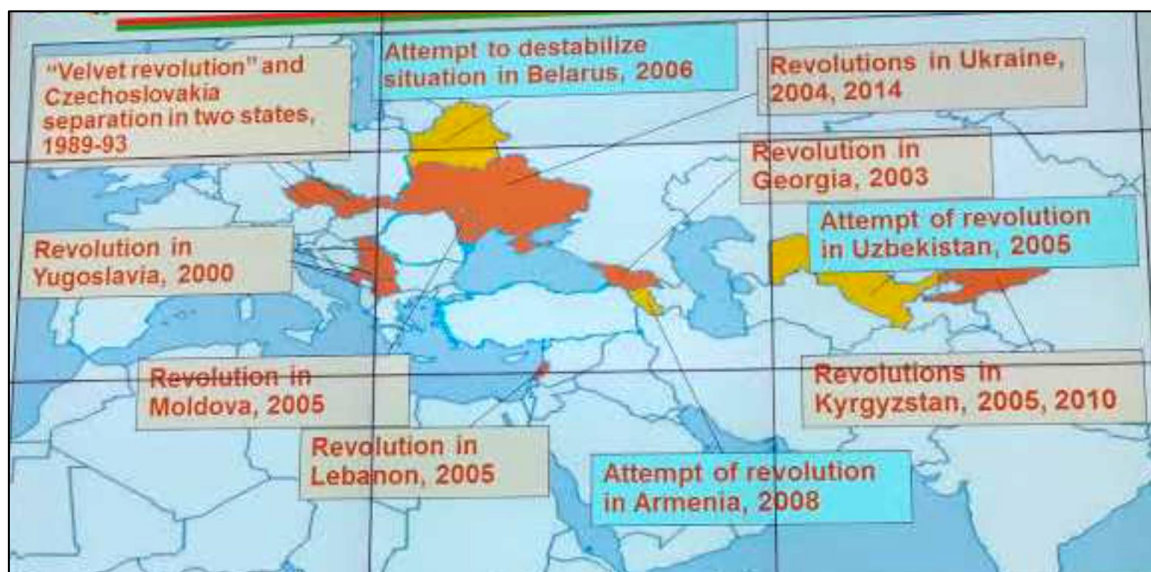 “Velvet revolution” and
Czechoslovakia
separation in two states,
1989-93
Attempt to destabilize
situation in Belarus, 2006
Revolutions in Ukraine,
2004, 2014
Revolution in
Georgia, 2003
Attempt of revolution
in Uzbekistan, 2005
Revolution in
Yugoslavia, 2000
Revolution in
Moldova, 2005
Revolution in
Lebanon, 2005
Attempt of revolution
in Armenia, 2008
Revolutions in
Kyrgyzstan, 2005, 2010